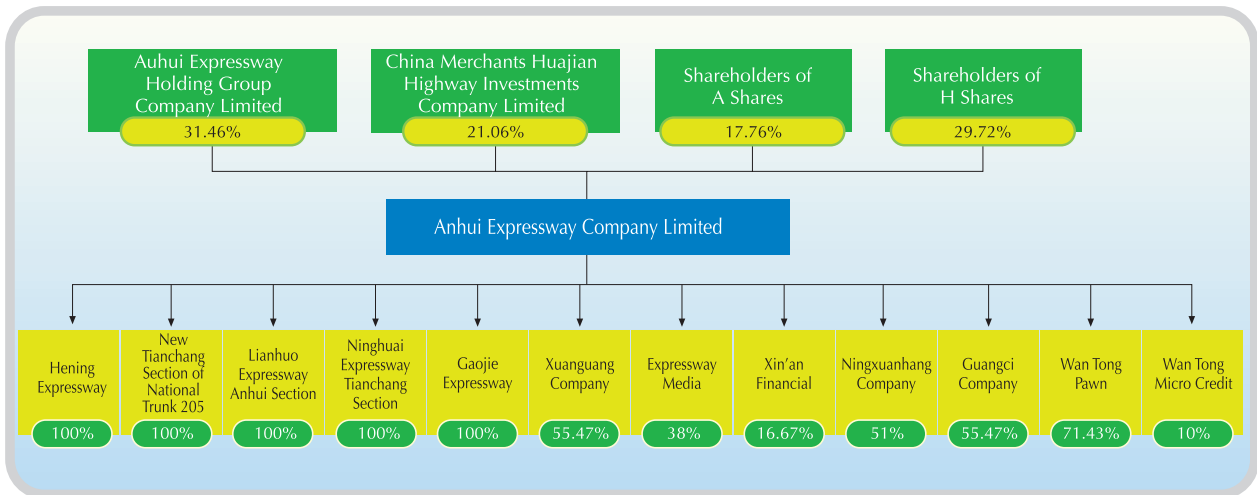 Auhui Expressway
Holding Group
Company Limited
31.46%
China Merchants Huajian
Highway Investments
Company Limited
21.06%
Shareholders of
A Shares
17.76%
Shareholders of
H Shares
29.72%
Anhui Expressway Company Limited
Hening
Expressway
100%
New
Tianchang
Section of
National
Trunk 205
100%
Lianhuo
Expressway
Anhui Section
100%
Ninghuai
Expressway
Tianchang
Section
100%
Gaojie
Expressway
100%
Xuanguang
Company
55.47%
Expressway
Media
38%
Xin'an
Financial
16.67%
Ningxuanhang
Company
51%
Guangci
Company
55.47%
Wan Tong
Pawn
71.43%
Wan Tong
Micro Credit
10%